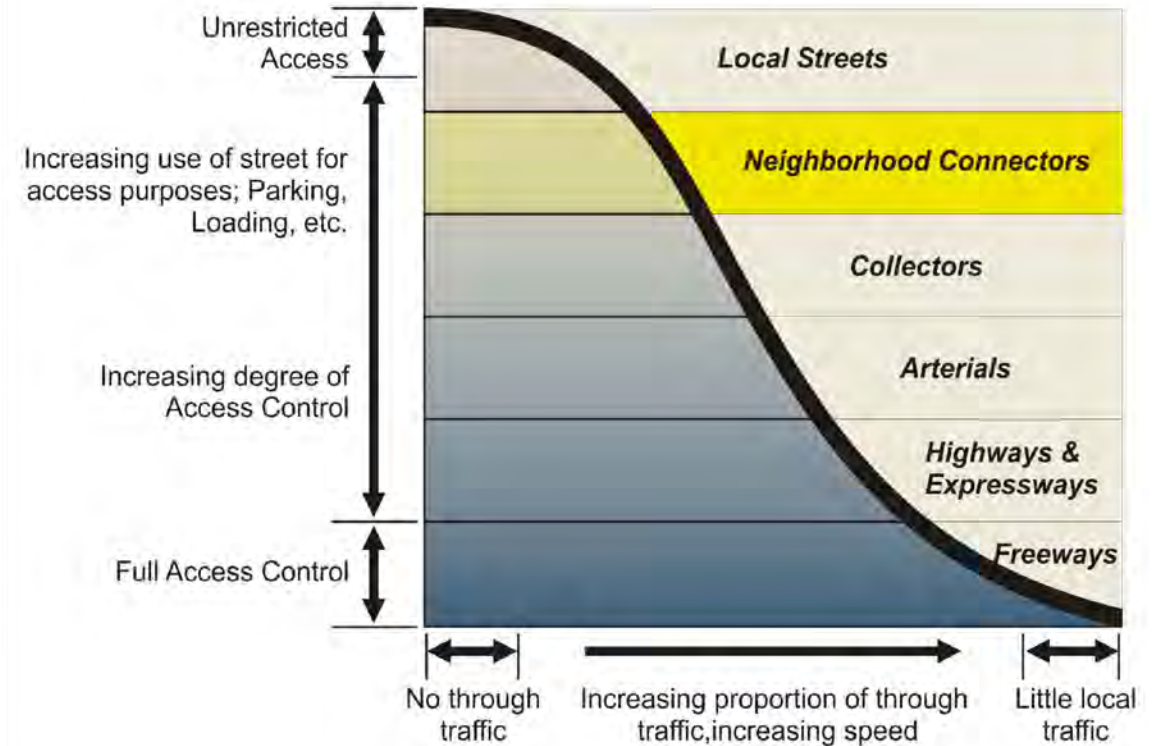 Unrestricted
Access
Increasing use of street for
access purposes; Parking,
Loading, etc.
Increasing degree of
Access Control
Full Access Control
Local Streets
Neighborhood Connectors
Collectors
Arterials
Highways &
Expressways
Freeways
No through
traffic
Increasing proportion of through
traffic,increasing speed
Little local
traffic